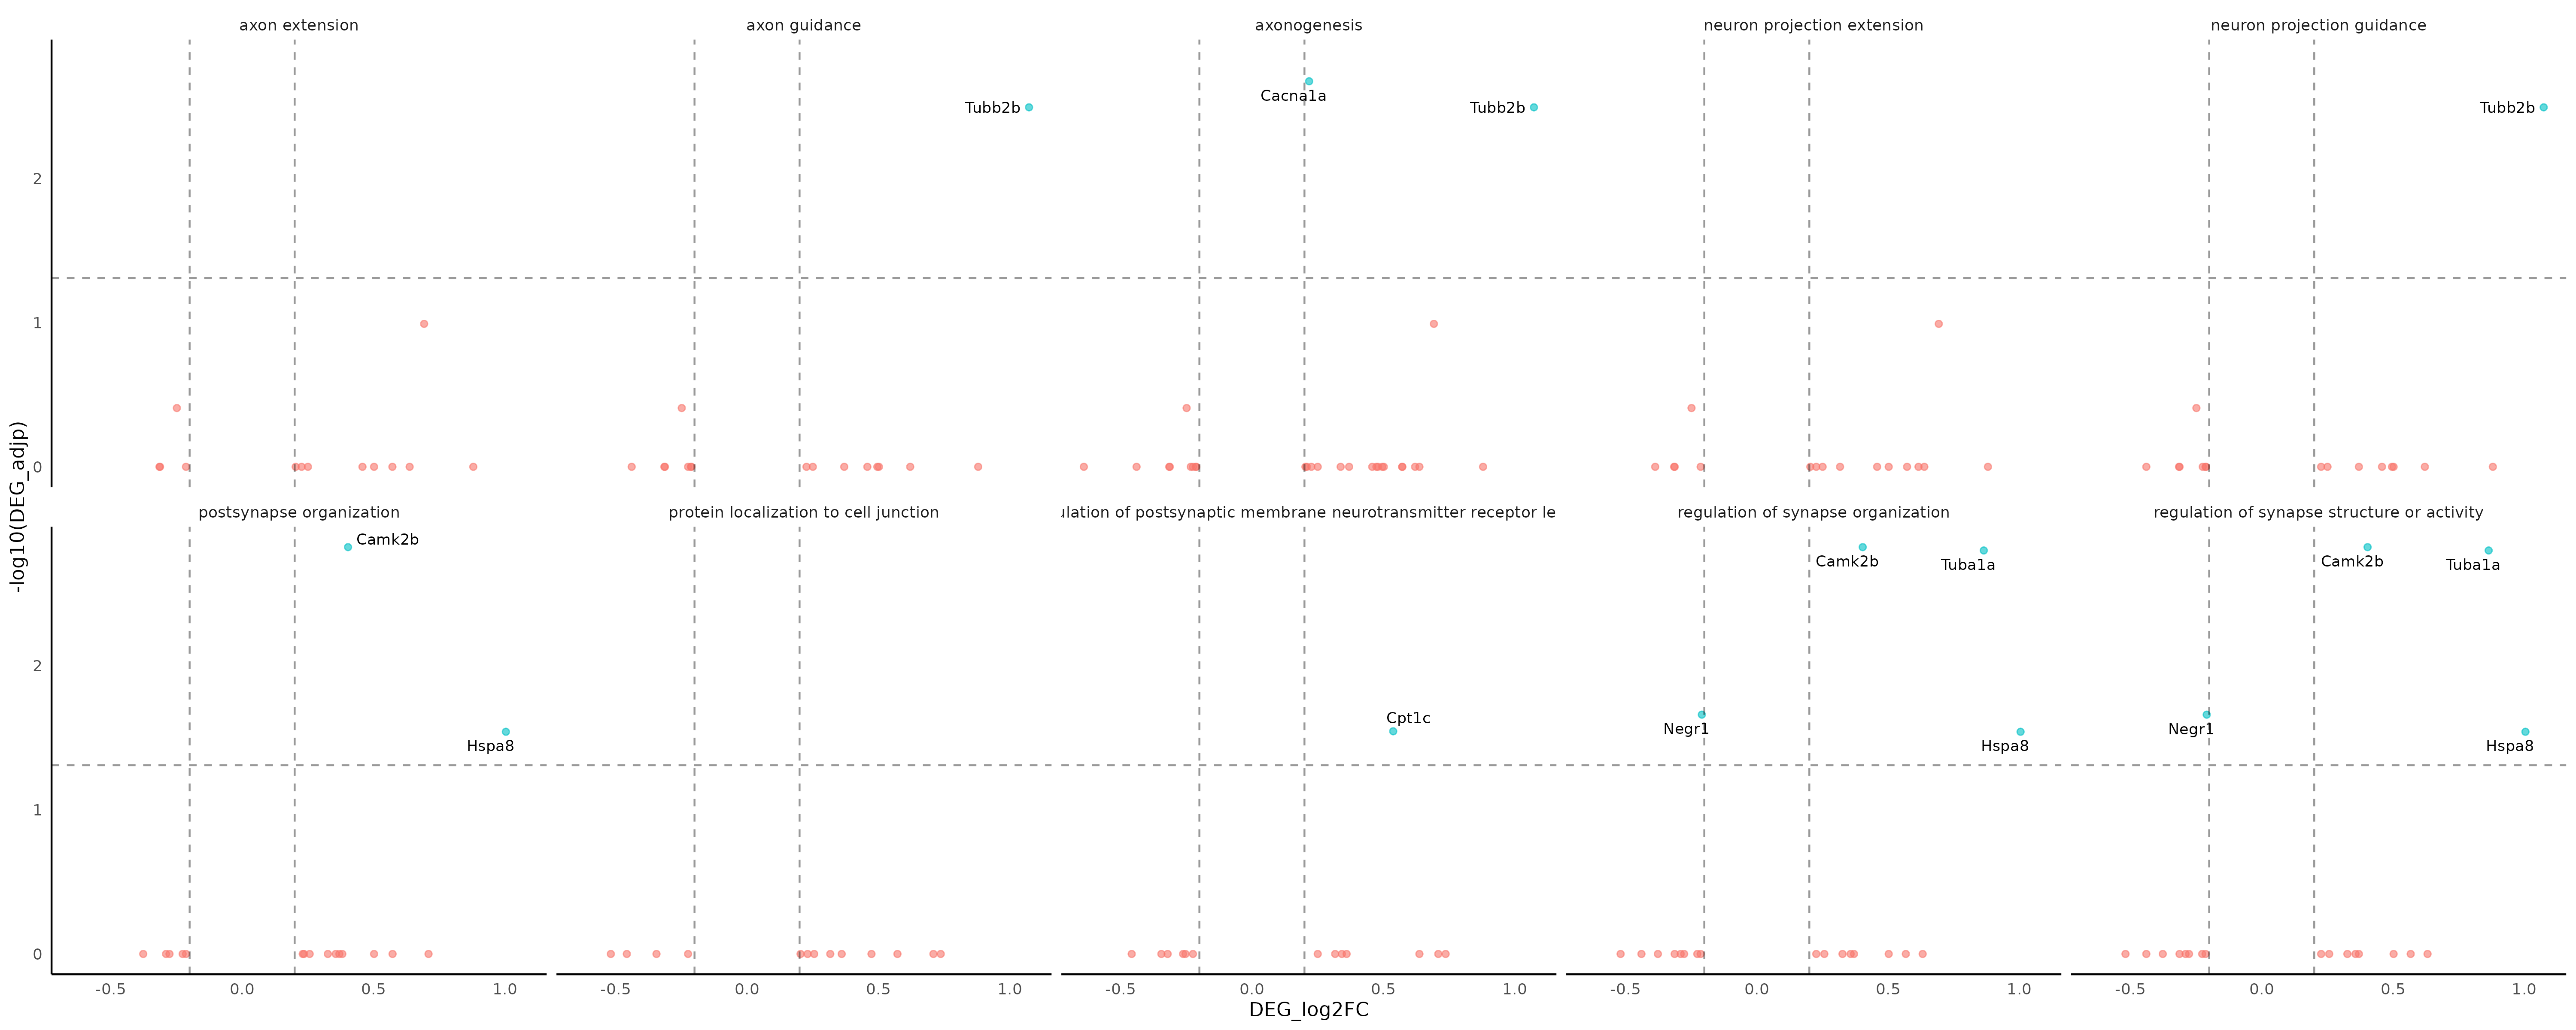 axon extension
axon guidance
axonogenesis
neuron projection extension
neuron projection guidance
Tubb2b
Cacna1a
Tubb2b
Tubb2b
2
1
0
-log10(DEG_adjp)
postsynapse organization
protein localization to cell junction
ulation of postsynaptic membrane neurotransmitter receptor le
regulation of synapse organization
regulation of synapse structure or activity
Camk2b
Hspa8
Cpt1c
Camk2b
Tuba1a
Negr1
Hspa8
Camk2b
Tuba1a
Negr1
Hspa8
2
1
0
-0.5 0.0 0.5 1.0
-0.5 0.0 0.5 1.0
-0.5 0.0 0.5 1.0
-0.5 0.0 0.5 1.0
-0.5 0.0 0.5 1.0
DEG_log2FC